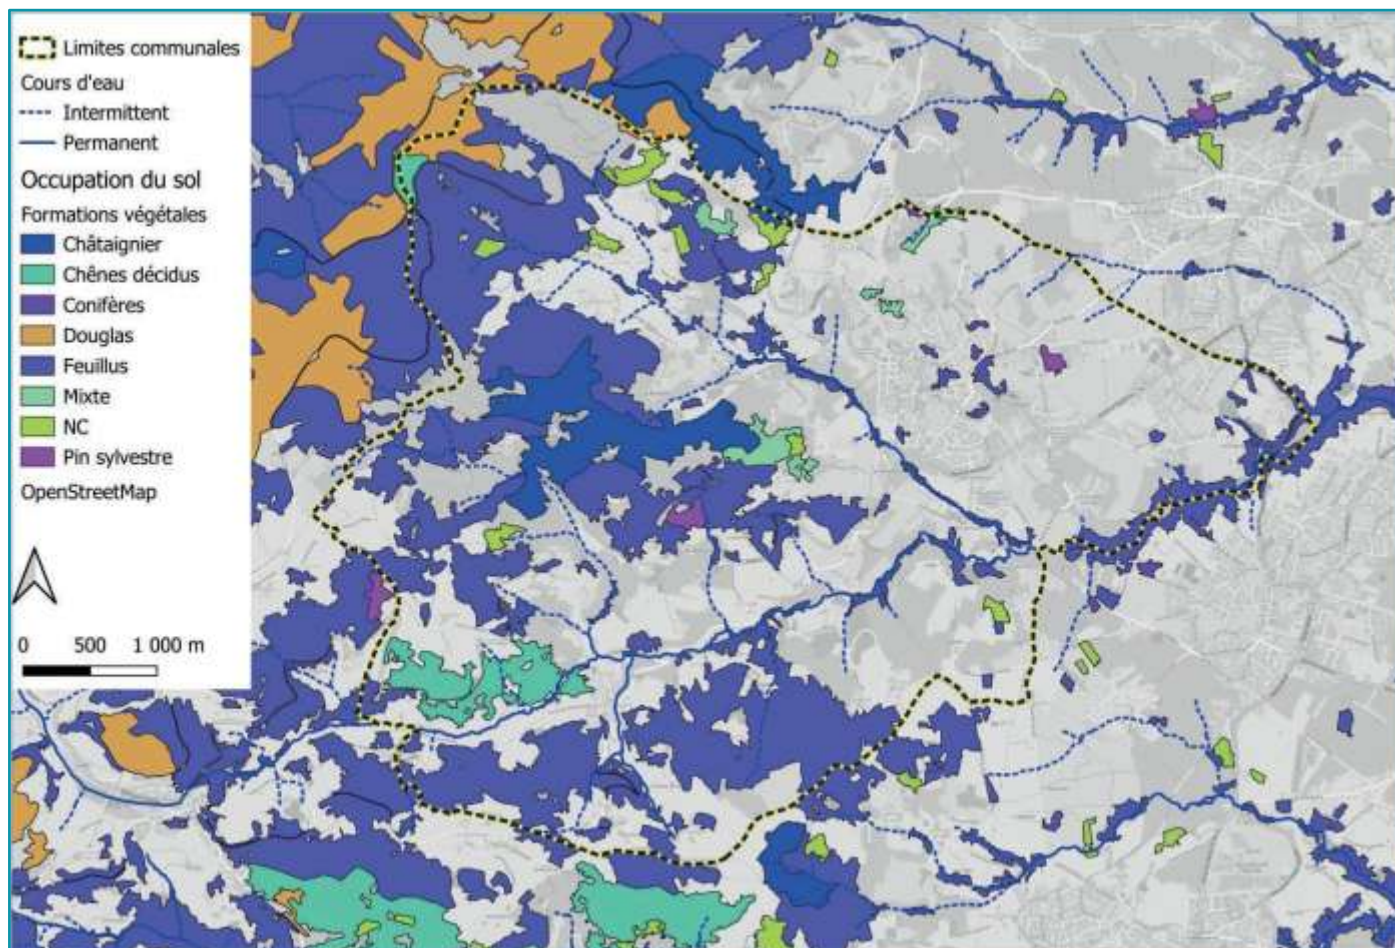 Limites communales
Cours d'eau
Intermittent
Permanent
Occupation du sol
Formations végétales
Châtaignier
Chênes décidus
Conifères
Douglas
Feuillus
Mixte
NC
Pin sylvestre
OpenStreetMap
0 500 1 000 m